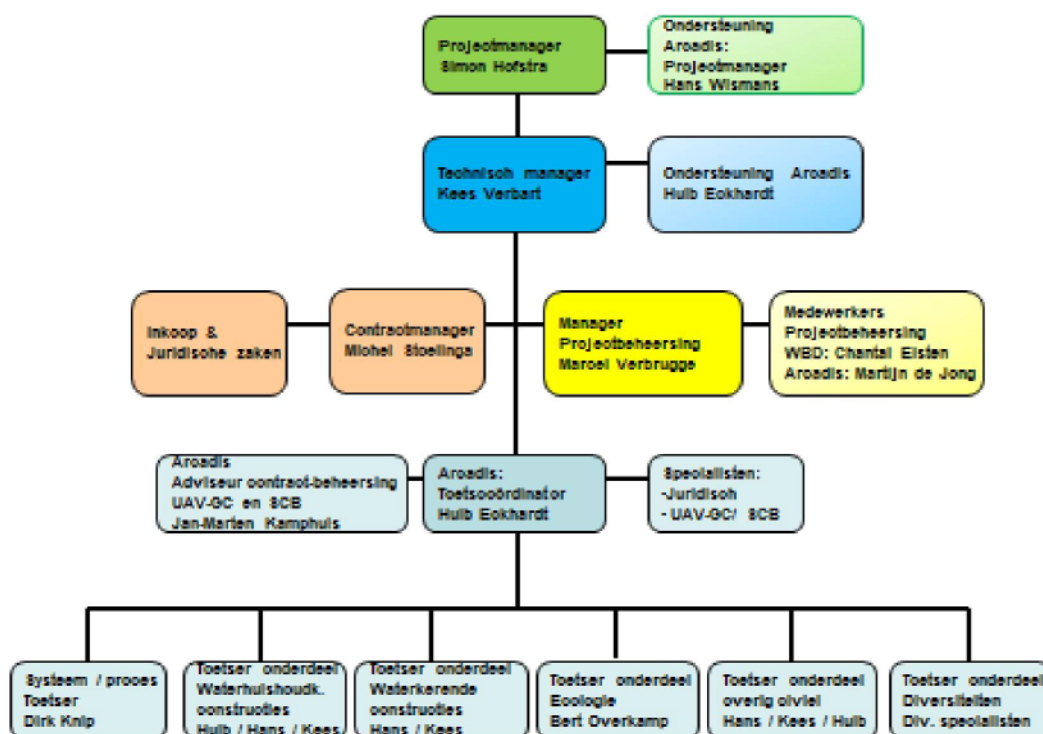 Projectmanager
Simon Hofstra
Ondersteuning
Arcadis:
Projectmanager
Hans Wismans
Technisch manager
Kees Verbart
Ondersteuning Arcadis
Huib Eckhardt
Inkoop &
Juridische zaken
Contractmanager
Michel Stoelinga
Manager
Projectbeheersing
Marcel Verbrugge
Medewerkers
Projectbeheersing
WBD: Chantal Elsten
Arcadis: Martijn de Jong
Arcadis
Adviseur contract-beheersing
UAV-GC en SCB
Jan-Marten Kamphuis
Arcadis:
Toetscoördinator
Huib Eckhardt
Specialisten:
-Juridisch
- UAV-GC/ SCB
Systeem / proces
Toetser
Dirk Knip
Toetser onderdeel
Waterhuishoudk.
constructies
Huib / Hans / Kees
Toetser onderdeel
Waterkerende
constructies
Hans / Kees
Toetser onderdeel
Ecologie
Bert Overkamp
Toetser onderdeel
overig civiel
Hans / Kees / Huib
Toetser onderdeel
Diversiteiten
Div. specialisten